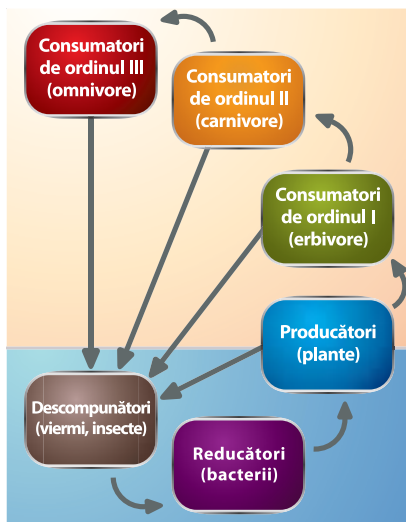 Consumatori
de ordinul III
(omnivore)
Consumatori
de ordinul II
(carnivore)
Consumatori
de ordinul I
(erbivore)
Producători
(plante)
Descompunători
(viermi, insecte)
Reducători
(bacterii)